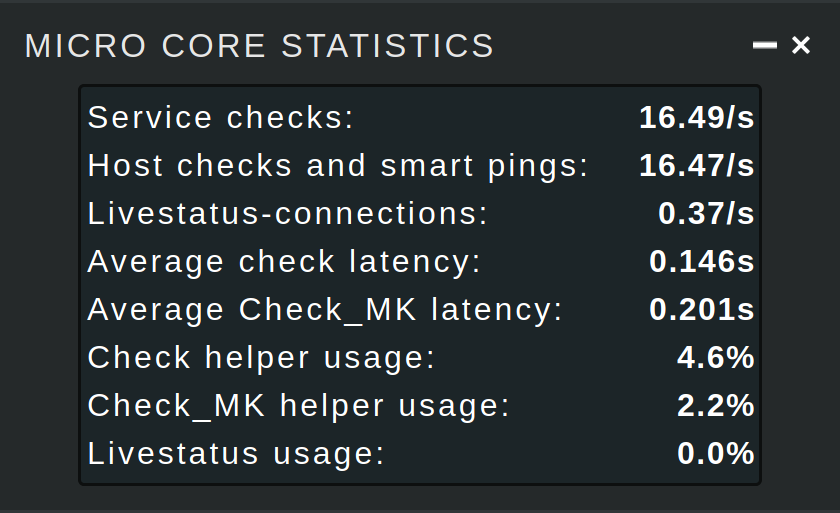 MICRO CORE STATISTICS
Service checks: 16.49/s
Host checks and smart pings: 16.47/s
Livestatus-connections: 0.37/s
Average check latency: 0.146s
Average Check_MK latency: 0.201s
Check helper usage: 4.6%
Check_MK helper usage: 2.2%
Livestatus usage: 0.0%